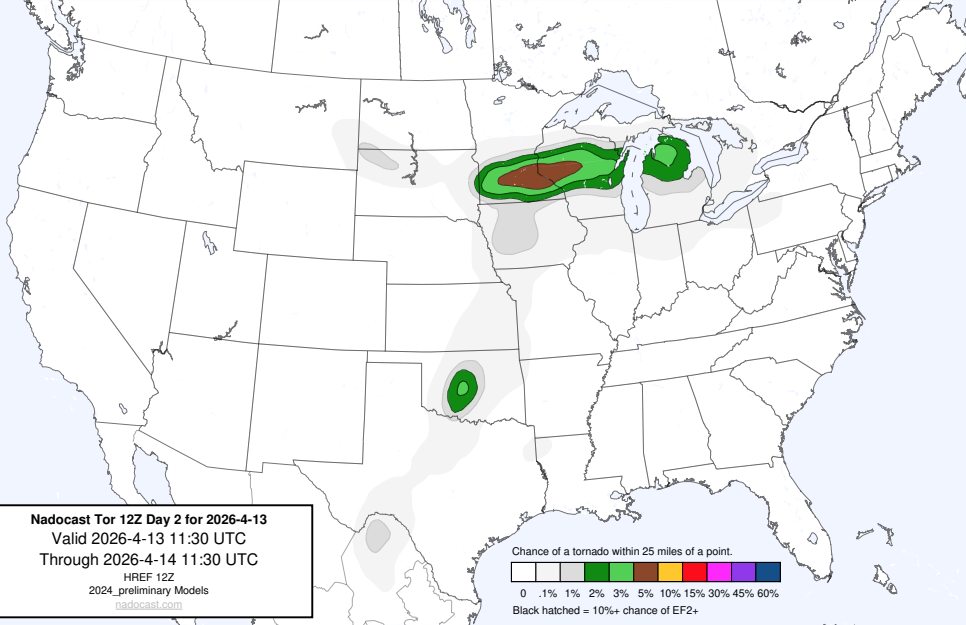 Nadocast Tor 12Z Day 2 for 2026-4-13
Valid 2026-4-13 11:30 UTC
Through 2026-4-14 11:30 UTC
HREF 12Z
2024_preliminary Models
nadocast.com
Chance of a tornado within 25 miles of a point.
0 .1% 1% 2% 3% 5% 10% 15% 30% 45% 60%
Black hatched = 10%+ chance of EF2+